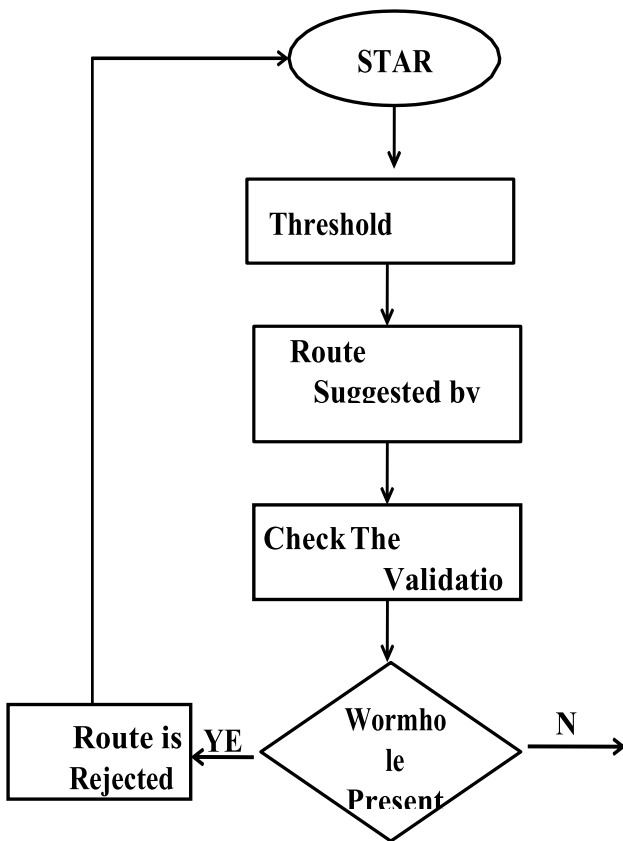 STAR
Threshold
Route
Suggested by
Check The
Validatio
Wormho
le
Present
YE
N
Route is
Rejected